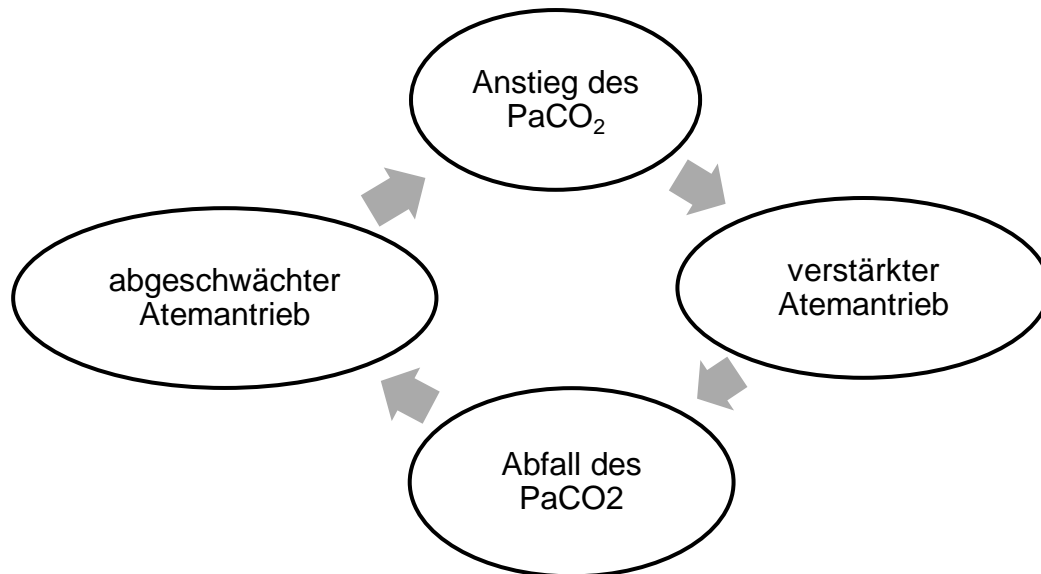 Anstieg des
PaCO₂
verstärkter
Atemantrieb
Abfall des
PaCO2
abgeschwächter
Atemantrieb